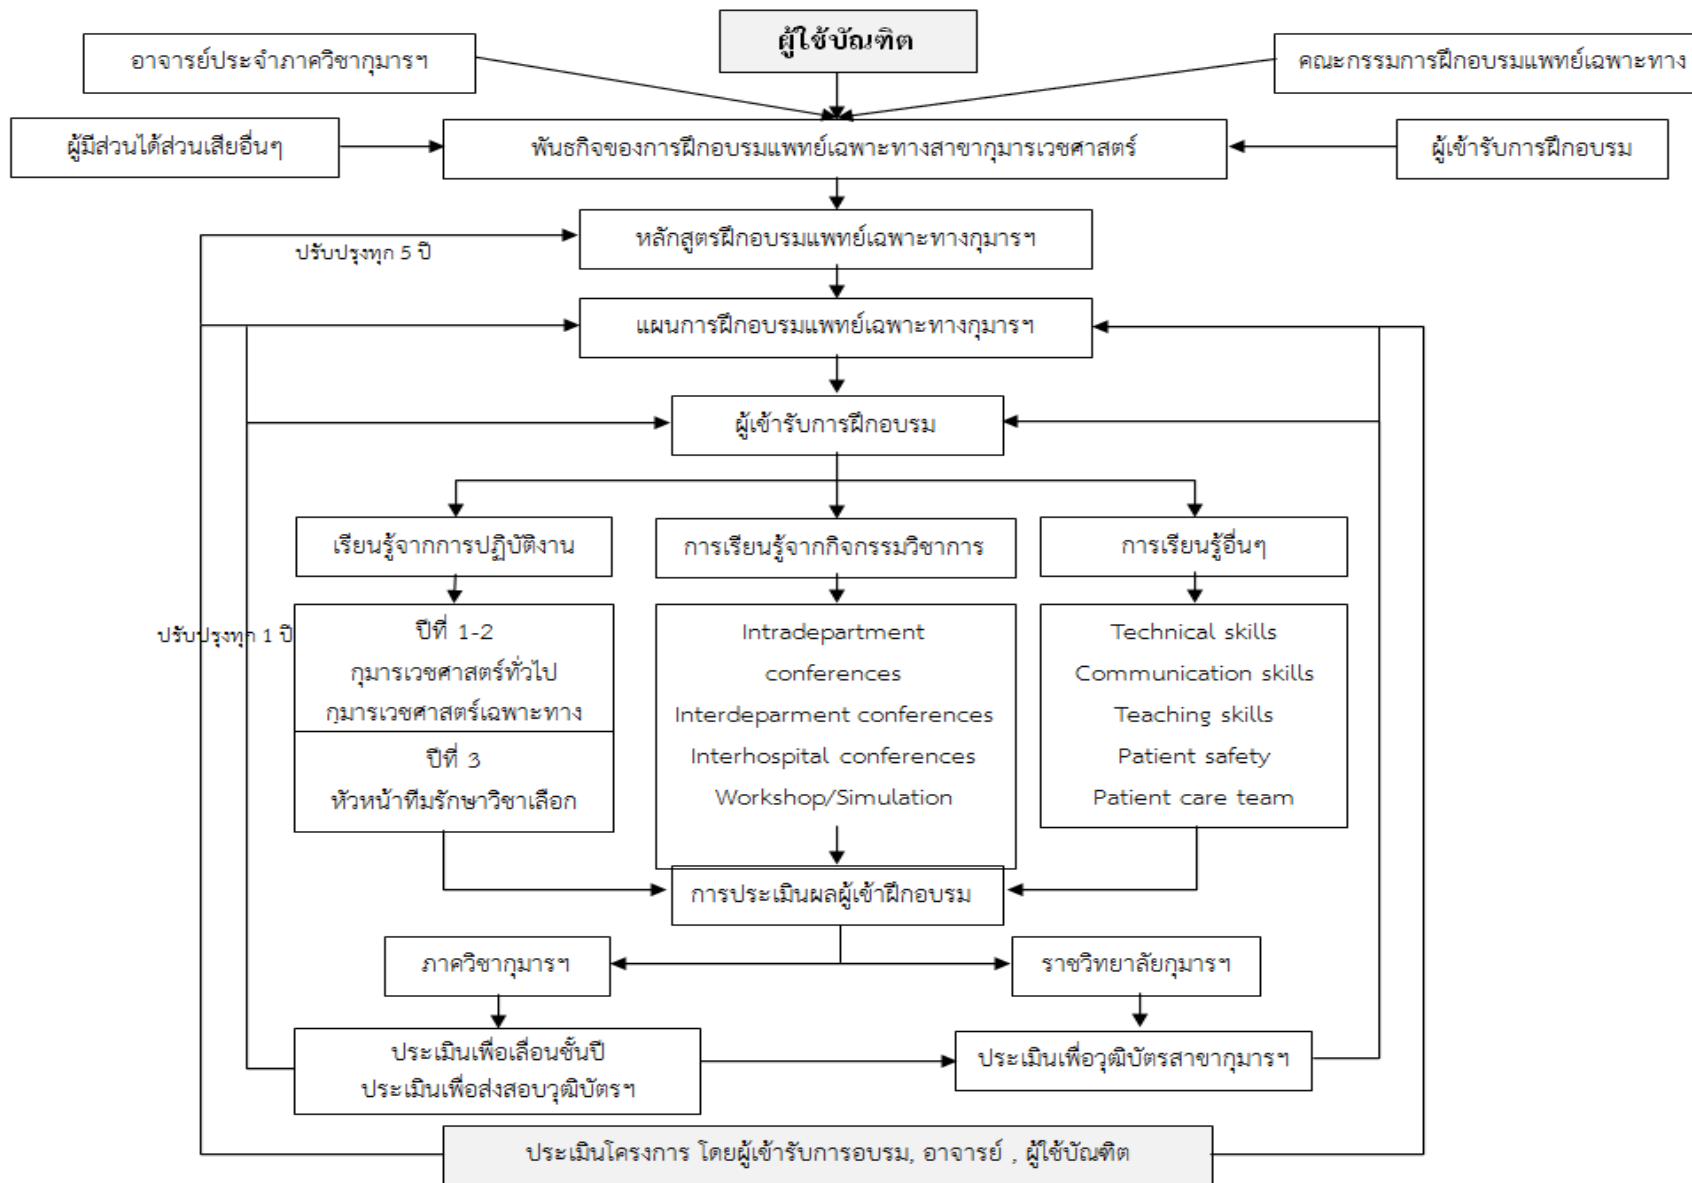 ผู้ใช้บัณฑิต
อาจารย์ประจำภาควิชากุมารฯ
คณะกรรมการฝึกอบรมแพทย์เฉพาะทาง
ผู้มีส่วนได้ส่วนเสียอื่นๆ
พันธกิจของการฝึกอบรมแพทย์เฉพาะทางสาขากุมารเวชศาสตร์
ผู้เข้ารับการฝึกอบรม
หลักสูตรฝึกอบรมแพทย์เฉพาะทางกุมารฯ
ปรับปรุงทุก 5 ปี
แผนการฝึกอบรมแพทย์เฉพาะทางกุมารฯ
ผู้เข้ารับการฝึกอบรม
เรียนรู้จากการปฏิบัติงาน
การเรียนรู้จากกิจกรรมวิชาการ
การเรียนรู้อื่นๆ
ปรับปรุงทุก 1 ปี
ปีที่ 1-2
กุมารเวชศาสตร์ทั่วไป
กุมารเวชศาสตร์เฉพาะทาง
ปีที่ 3
หัวหน้าทีมรักษาวิชาเลือก
Intradepartment
conferences
Interdeparment conferences
Interhospital conferences
Workshop/Simulation
Technical skills
Communication skills
Teaching skills
Patient safety
Patient care team
การประเมินผลผู้เข้าฝึกอบรม
ภาควิชากุมารฯ
ราชวิทยาลัยกุมารฯ
ประเมินเพื่อเลื่อนชั้นปี
ประเมินเพื่อส่งสอบวุฒิบัตรฯ
ประเมินเพื่อวุฒิบัตรสาขากุมารฯ
ประเมินโครงการ โดยผู้เข้ารับการอบรม, อาจารย์ , ผู้ใช้บัณฑิต